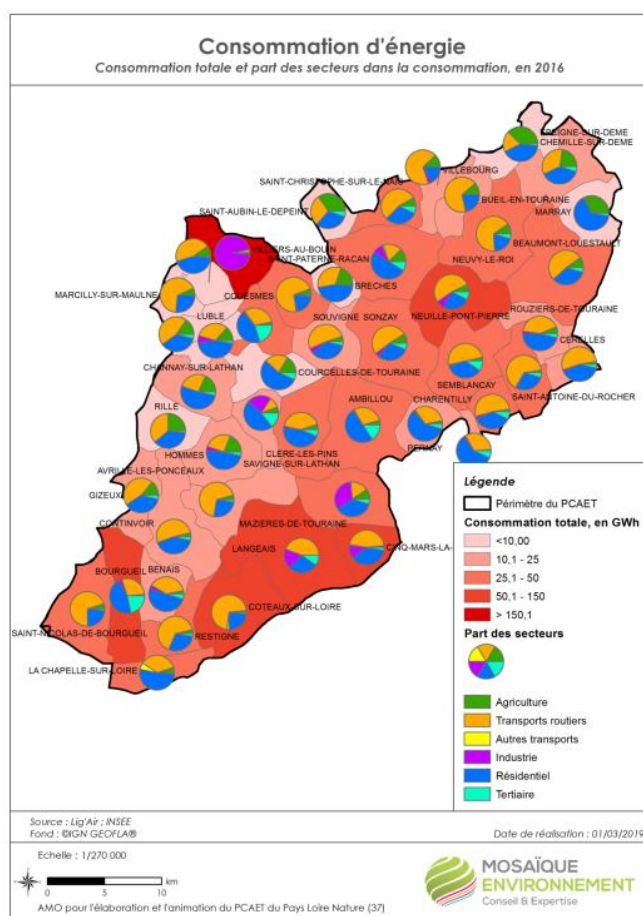 Consommation d'énergie
Consommation totale et part des secteurs dans la consommation, en 2016
EPEIGNE-SUR-DEME
CHEMILLE-SUR-DEME
VILLEBOURG
SAINT-CHRISTOPHE-SUR-LE-NAIS
BUEIL-EN-TOURAINE
SAINT-AUBIN-LE-DEPEINT
MARRAY
VILLIERS-AU-BOUIN
BEAUMONT-LOUESTAULT
SAINT-PATERNE-RACAN
NEUVY-LE-ROI
BRECHES
MARCILLY-SUR-MAULNE
COUESMES
ROUZIERS-DE-TOURAINE
LUBLE
SOUVIGNE
SONZAY
NEUILLE-PONT-PIERRE
CERELLES
CHANNAY-SUR-LATHAN
COURCELLES-DE-TOURAINE
SEMBLANCAY
SAINT-ANTOINE-DU-ROCHER
RILLE
AMBILLOU
CHARENTILLY
HOMMES
CLERE-LES-PINS
PERNAY
SAVIGNE-SUR-LATHAN
AVRILLE-LES-PONCEAUX
GIZEUX
CONTINVOIR
MAZIERES-DE-TOURAINE
LANGEAIS
CINQ-MARS-LA-
BOURGUEIL
BENAIS
COTEAUX-SUR-LOIRE
SAINT-NICOLAS-DE-BOURGUEIL
RESTIGNE
LA CHAPELLE-SUR-LOIRE
Légende
Périmètre du PCAET
Consommation totale, en GWh
<10,00
10,1 - 25
25,1 - 50
50,1 - 150
> 150,1
Part des secteurs
Agriculture
Transports routiers
Autres transports
Industrie
Résidentiel
Tertiaire
Source : Lig'Air ; INSEE
Fond : ©IGN GEOFLA®
Date de réalisation : 01/03/2019
Echelle : 1/270 000
0 5 10 km
AMO pour l'élaboration et l'animation du PCAET du Pays Loire Nature (37)
MOSAÏQUE
ENVIRONNEMENT
Conseil & Expertise